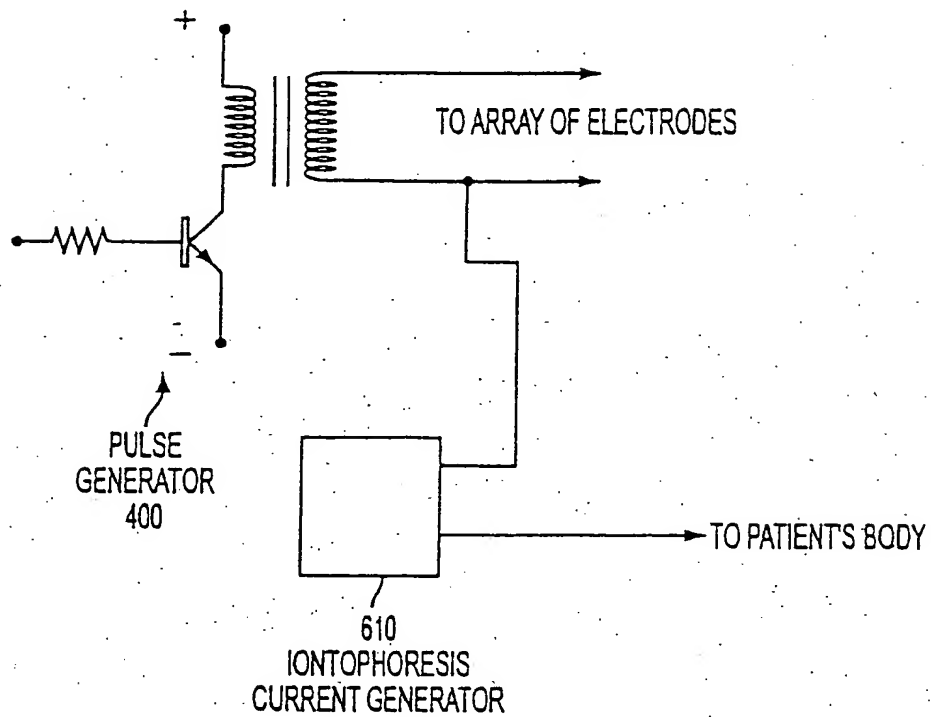 +
TO ARRAY OF ELECTRODES
–
PULSE
GENERATOR
400
TO PATIENT'S BODY
610
IONTOPHORESIS
CURRENT GENERATOR